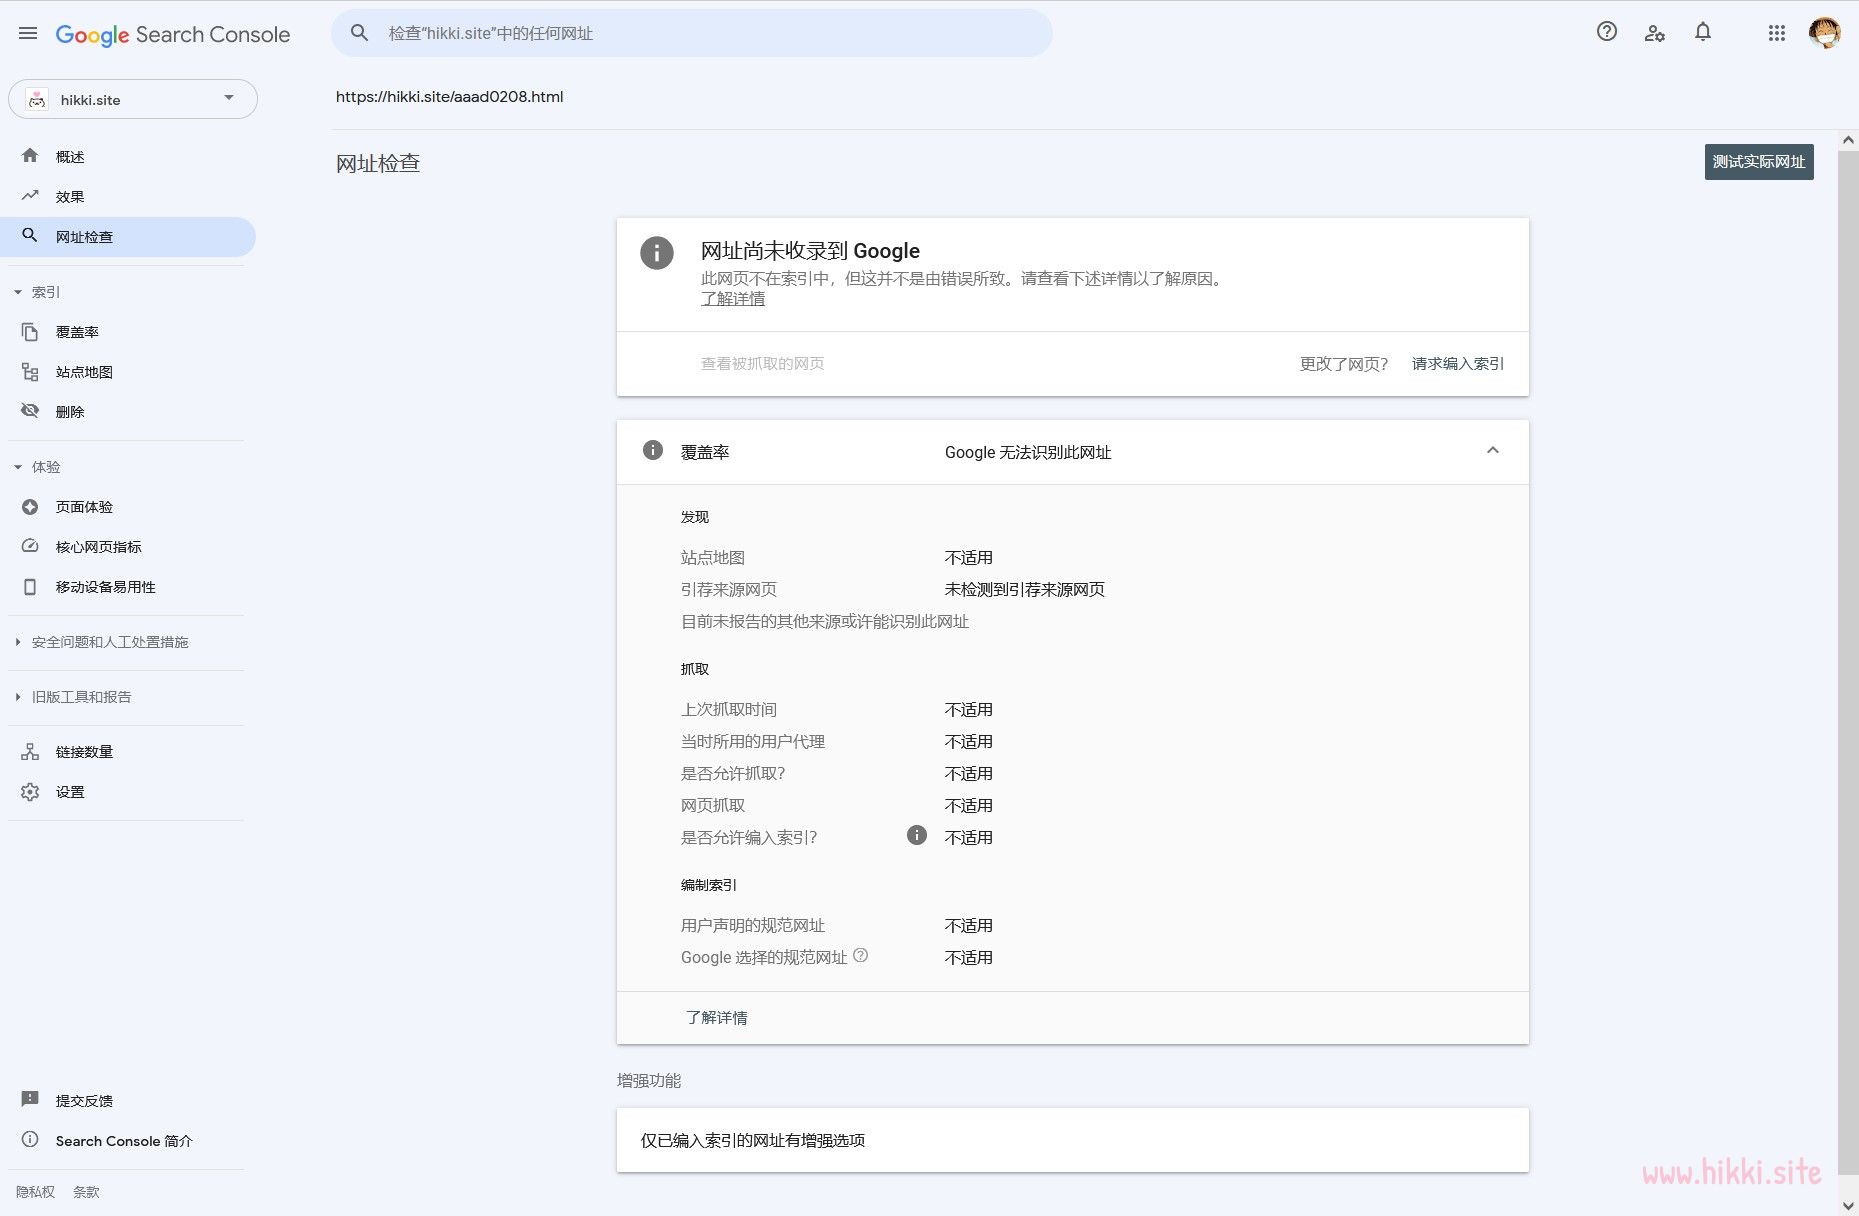 Google Search Console
检查“hikki.site”中的任何网址
hikki.site
https://hikki.site/aaad0208.html
概述
效果
网址检查
索引
覆盖率
站点地图
删除
体验
页面体验
核心网页指标
移动设备易用性
安全问题和人工处置措施
旧版工具和报告
链接数量
设置
提交反馈
Search Console 简介
隐私权 条款
网址检查
测试实际网址
网址尚未收录到 Google
此网页不在索引中，但这并不是由错误所致。请查看下述详情以了解原因。
了解详情
查看被抓取的网页 更改了网页？ 请求编入索引
覆盖率 Google 无法识别此网址
发现
站点地图 不适用
引荐来源网页 未检测到引荐来源网页
目前未报告的其他来源或许能识别此网址
抓取
上次抓取时间 不适用
当时所用的用户代理 不适用
是否允许抓取？ 不适用
网页抓取 不适用
是否允许编入索引？ 不适用
编制索引
用户声明的规范网址 不适用
Google 选择的规范网址 不适用
了解详情
增强功能
仅已编入索引的网址有增强选项
www.hikki.site